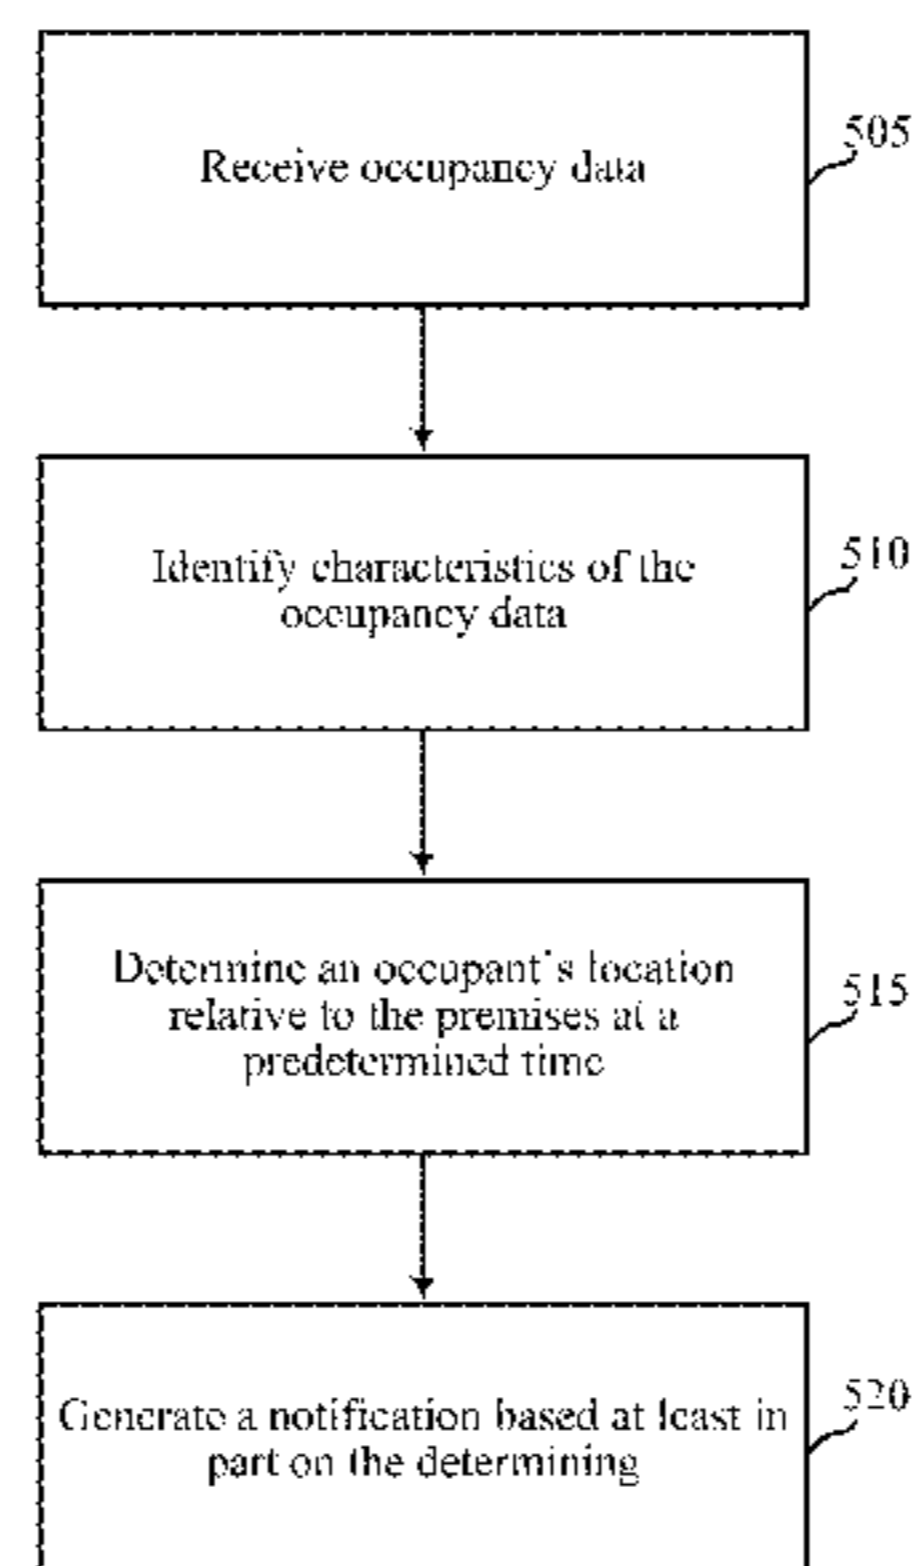 Receive occupancy data
505
Identify characteristics of the
occupancy data
510
Determine an occupant's location
relative to the premises at a
predetermined time
515
Generate a notification based at least in
part on the determining
520